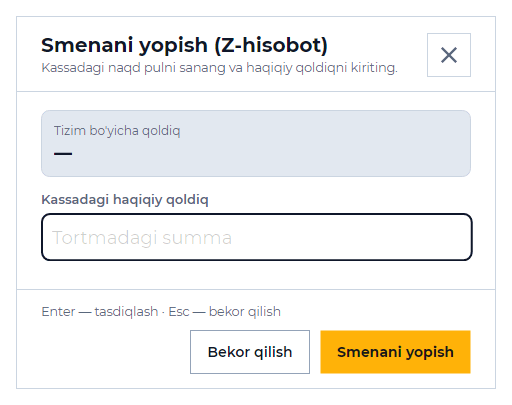 Smenani yopish (Z-hisobot)
Kassadagi naqd pulni sanang va haqiqiy qoldiqni kiriting.
Tizim bo'yicha qoldiq
—
Kassadagi haqiqiy qoldiq
Tortmadagi summa
Enter — tasdiqlash · Esc — bekor qilish
Bekor qilish
Smenani yopish